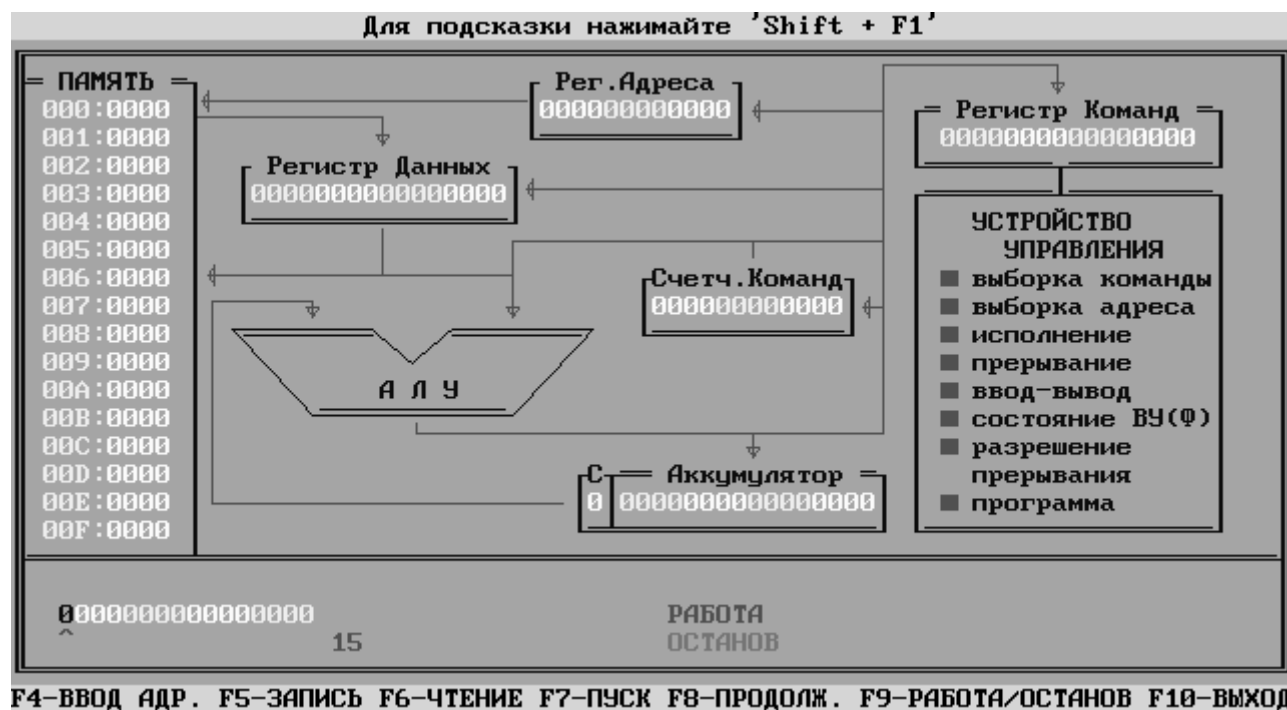 Для подсказки нажимайте 'Shift + F1'
ПАМЯТЬ
000:0000
001:0000
002:0000
003:0000
004:0000
005:0000
006:0000
007:0000
008:0000
009:0000
00A:0000
00B:0000
00C:0000
00D:0000
00E:0000
00F:0000
Рег.Адреса
000000000000
Регистр Команд
0000000000000000
Регистр Данных
0000000000000000
Счетч.Команд
000000000000
А Л У
С Аккумулятор
0 0000000000000000
УСТРОЙСТВО
УПРАВЛЕНИЯ
выборка команды
выборка адреса
исполнение
прерывание
ввод-вывод
состояние ВУ(Ф)
разрешение
прерывания
программа
0000000000000000
^
15
РАБОТА
ОСТАНОВ
F4-ВВОД АДР. F5-ЗАПИСЬ F6-ЧТЕНИЕ F7-ПУСК F8-ПРОДОЛЖ. F9-РАБОТА/ОСТАНОВ F10-ВЫХОД